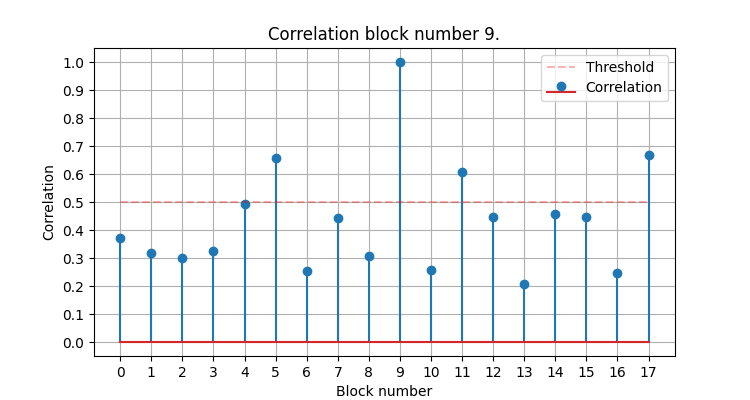 Correlation block number 9.
Threshold
Correlation
Correlation
1.0
0.9
0.8
0.7
0.6
0.5
0.4
0.3
0.2
0.1
0.0
0 1 2 3 4 5 6 7 8 9 10 11 12 13 14 15 16 17
Block number